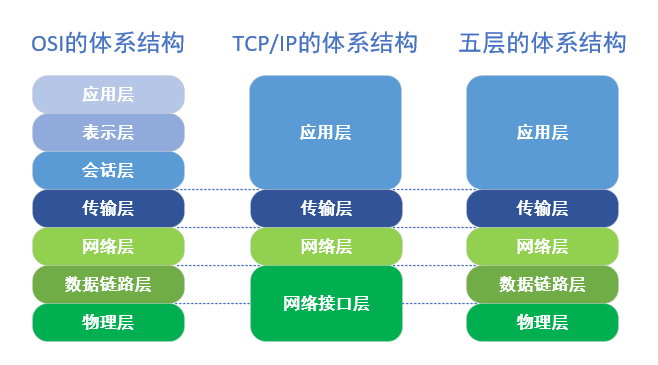 OSI的体系结构
应用层
表示层
会话层
传输层
网络层
数据链路层
物理层
TCP/IP的体系结构
应用层
传输层
网络层
网络接口层
五层的体系结构
应用层
传输层
网络层
数据链路层
物理层